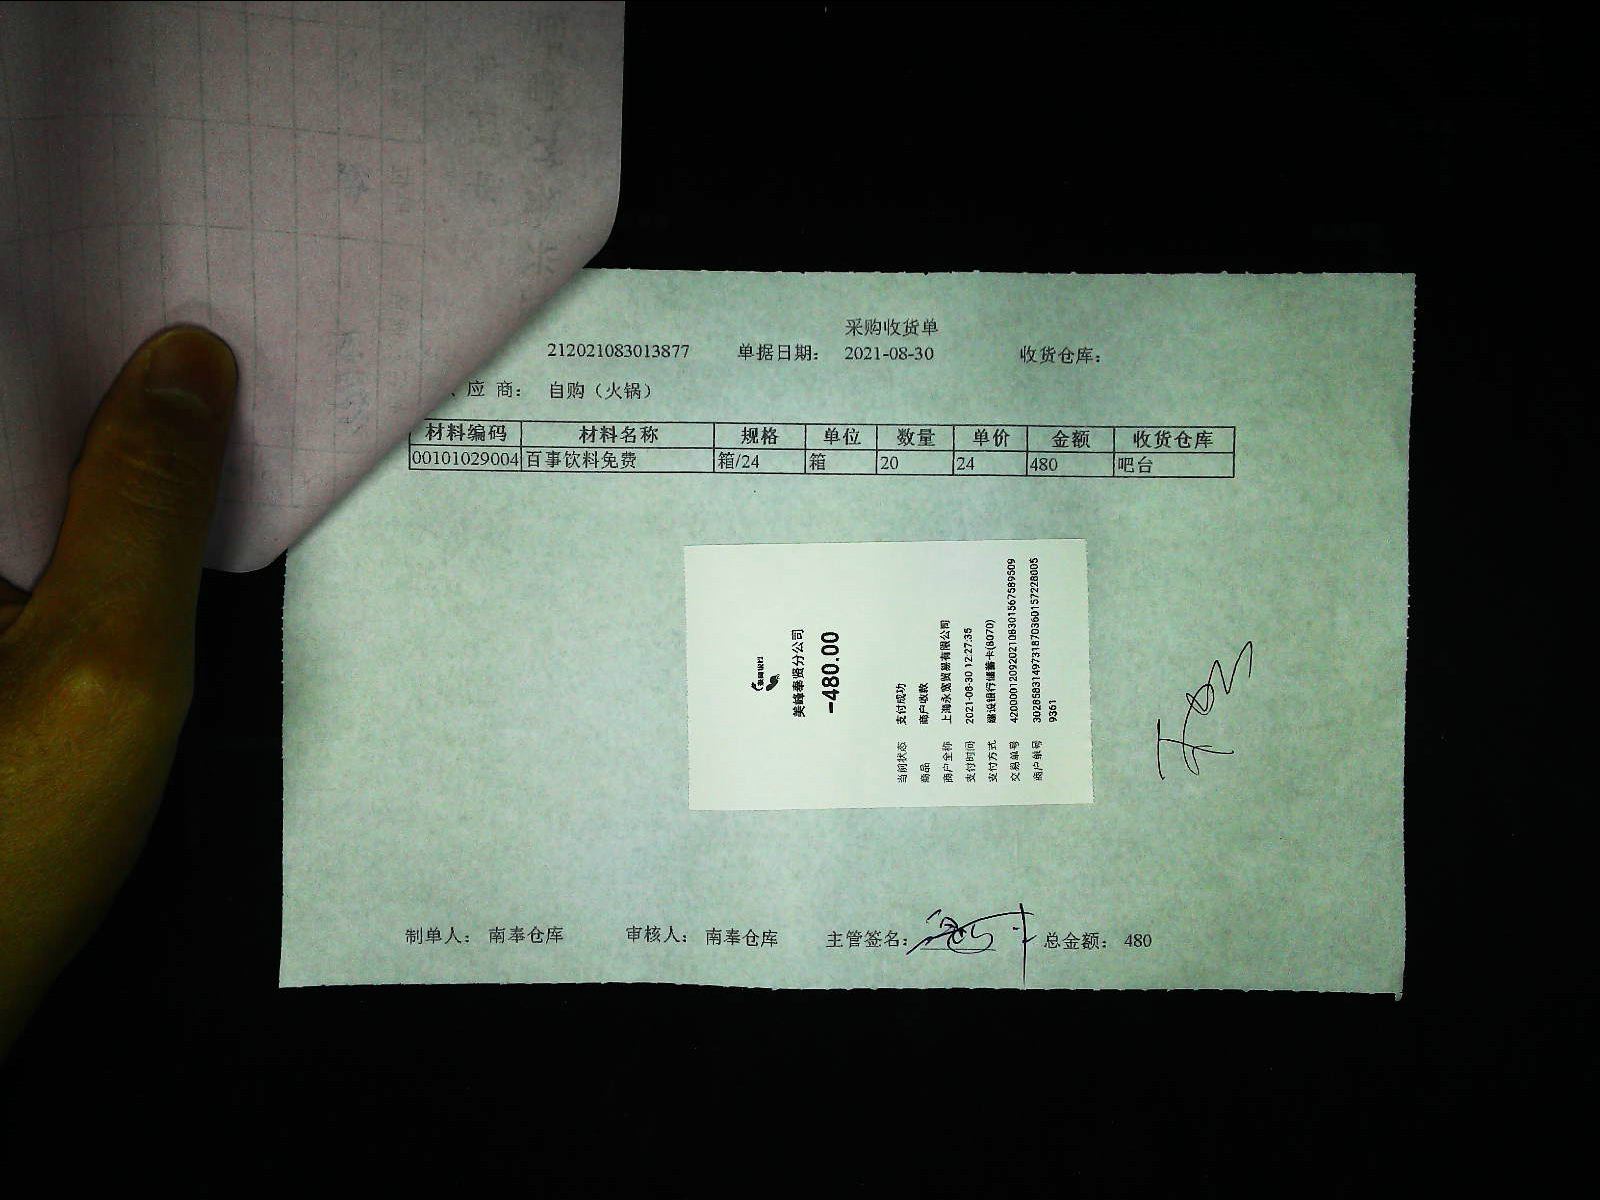 采购收货单
212021083013877 单据日期： 2021-08-30 收货仓库：
应 商： 自购（火锅）
材料编码 材料名称 规格 单位 数量 单价 金额 收货仓库
00101029004 百事饮料免费 箱/24 箱 20 24 480 吧台
美峰奉贤分公司
-480.00
当前状态 支付成功
商品 商户收款
商户全称 上海永宽贸易有限公司
支付时间 2021-08-30 12:27:35
支付方式 建设银行储蓄卡(8070)
交易单号 4200001209202108301567589509
商户单号 30285831497318703601572280059361
制单人： 南奉仓库 审核人： 南奉仓库 主管签名： 总金额： 480